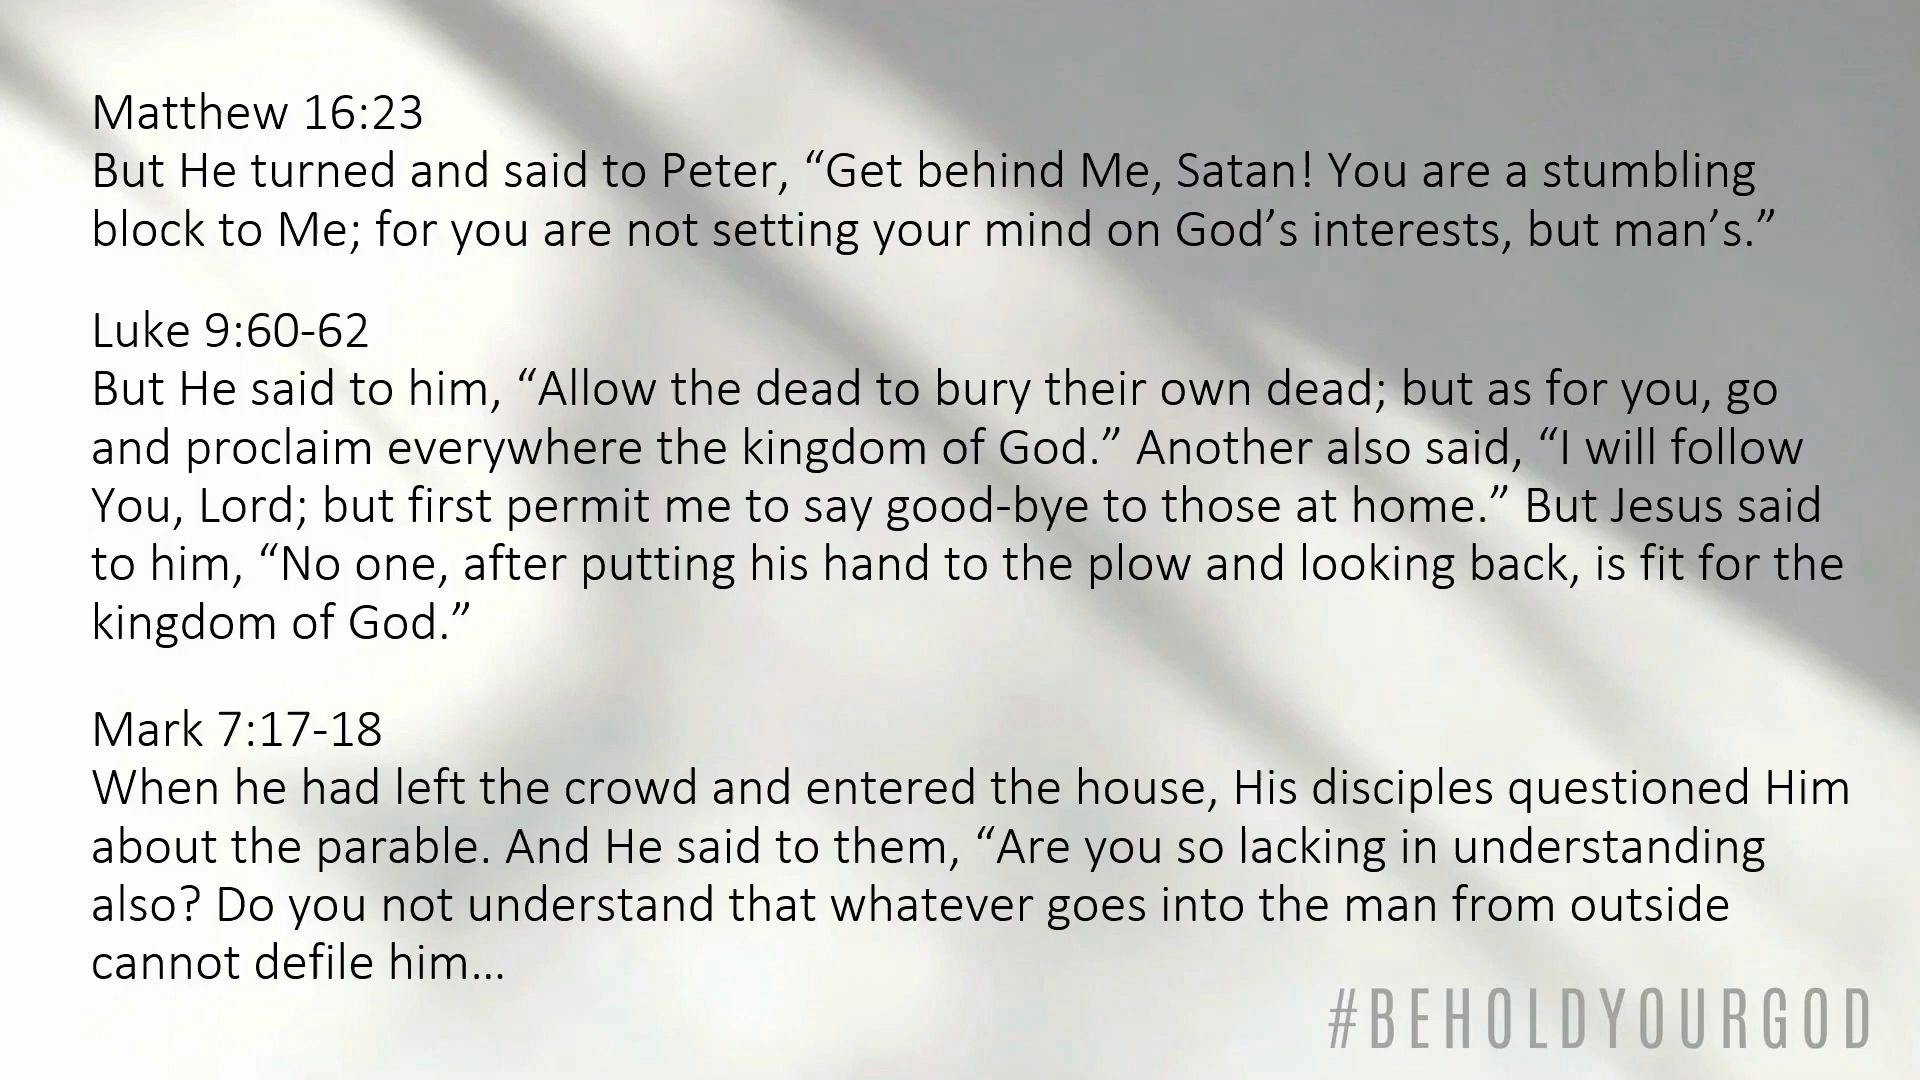 Matthew 16:23
But He turned and said to Peter, “Get behind Me, Satan! You are a stumbling
block to Me; for you are not setting your mind on God’s interests, but man’s.”
Luke 9:60-62
But He said to him, “Allow the dead to bury their own dead; but as for you, go
and proclaim everywhere the kingdom of God.” Another also said, “I will follow
You, Lord; but first permit me to say good-bye to those at home.” But Jesus said
to him, “No one, after putting his hand to the plow and looking back, is fit for the
kingdom of God.”
Mark 7:17-18
When he had left the crowd and entered the house, His disciples questioned Him
about the parable. And He said to them, “Are you so lacking in understanding
also? Do you not understand that whatever goes into the man from outside
cannot defile him…
#BEHOLDYOURGOD